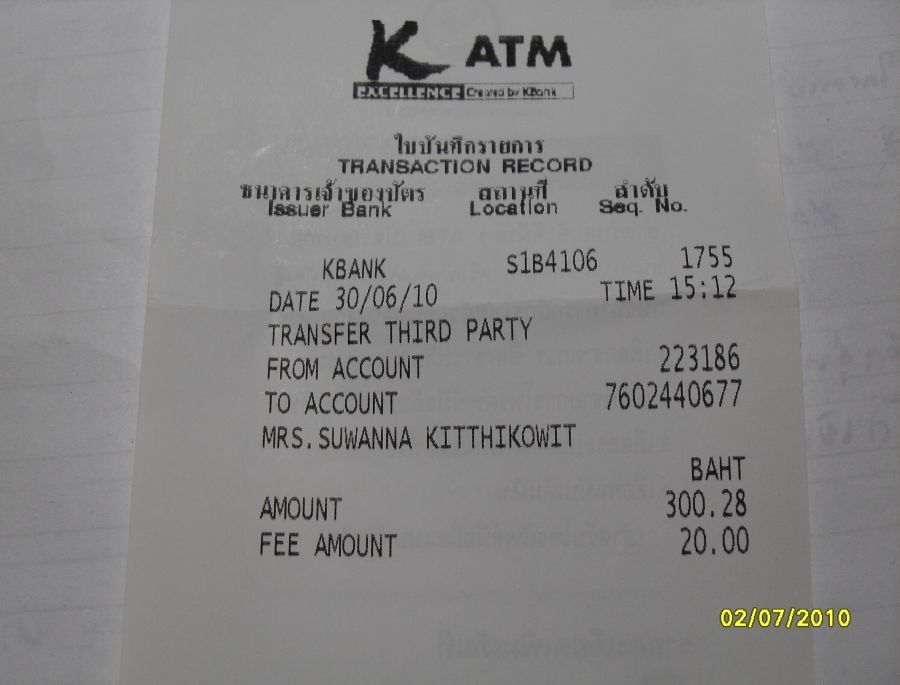 K ATM
EXCELLENCE Created by KBank
ใบบันทึกรายการ
TRANSACTION RECORD
ธนาคารเจ้าของบัตร สถานที่ ลำดับ
Issuer Bank Location Seq. No.
KBANK S1B4106 1755
DATE 30/06/10 TIME 15:12
TRANSFER THIRD PARTY
FROM ACCOUNT 223186
TO ACCOUNT 7602440677
MRS.SUWANNA KITTHIKOWIT
BAHT
AMOUNT 300.28
FEE AMOUNT 20.00
02/07/2010